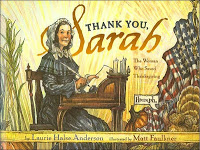 THANK YOU,
Sarah
The Woman
Who Saved
Thanksgiving
by Laurie Halse Anderson
illustrated by Matt Faulkner